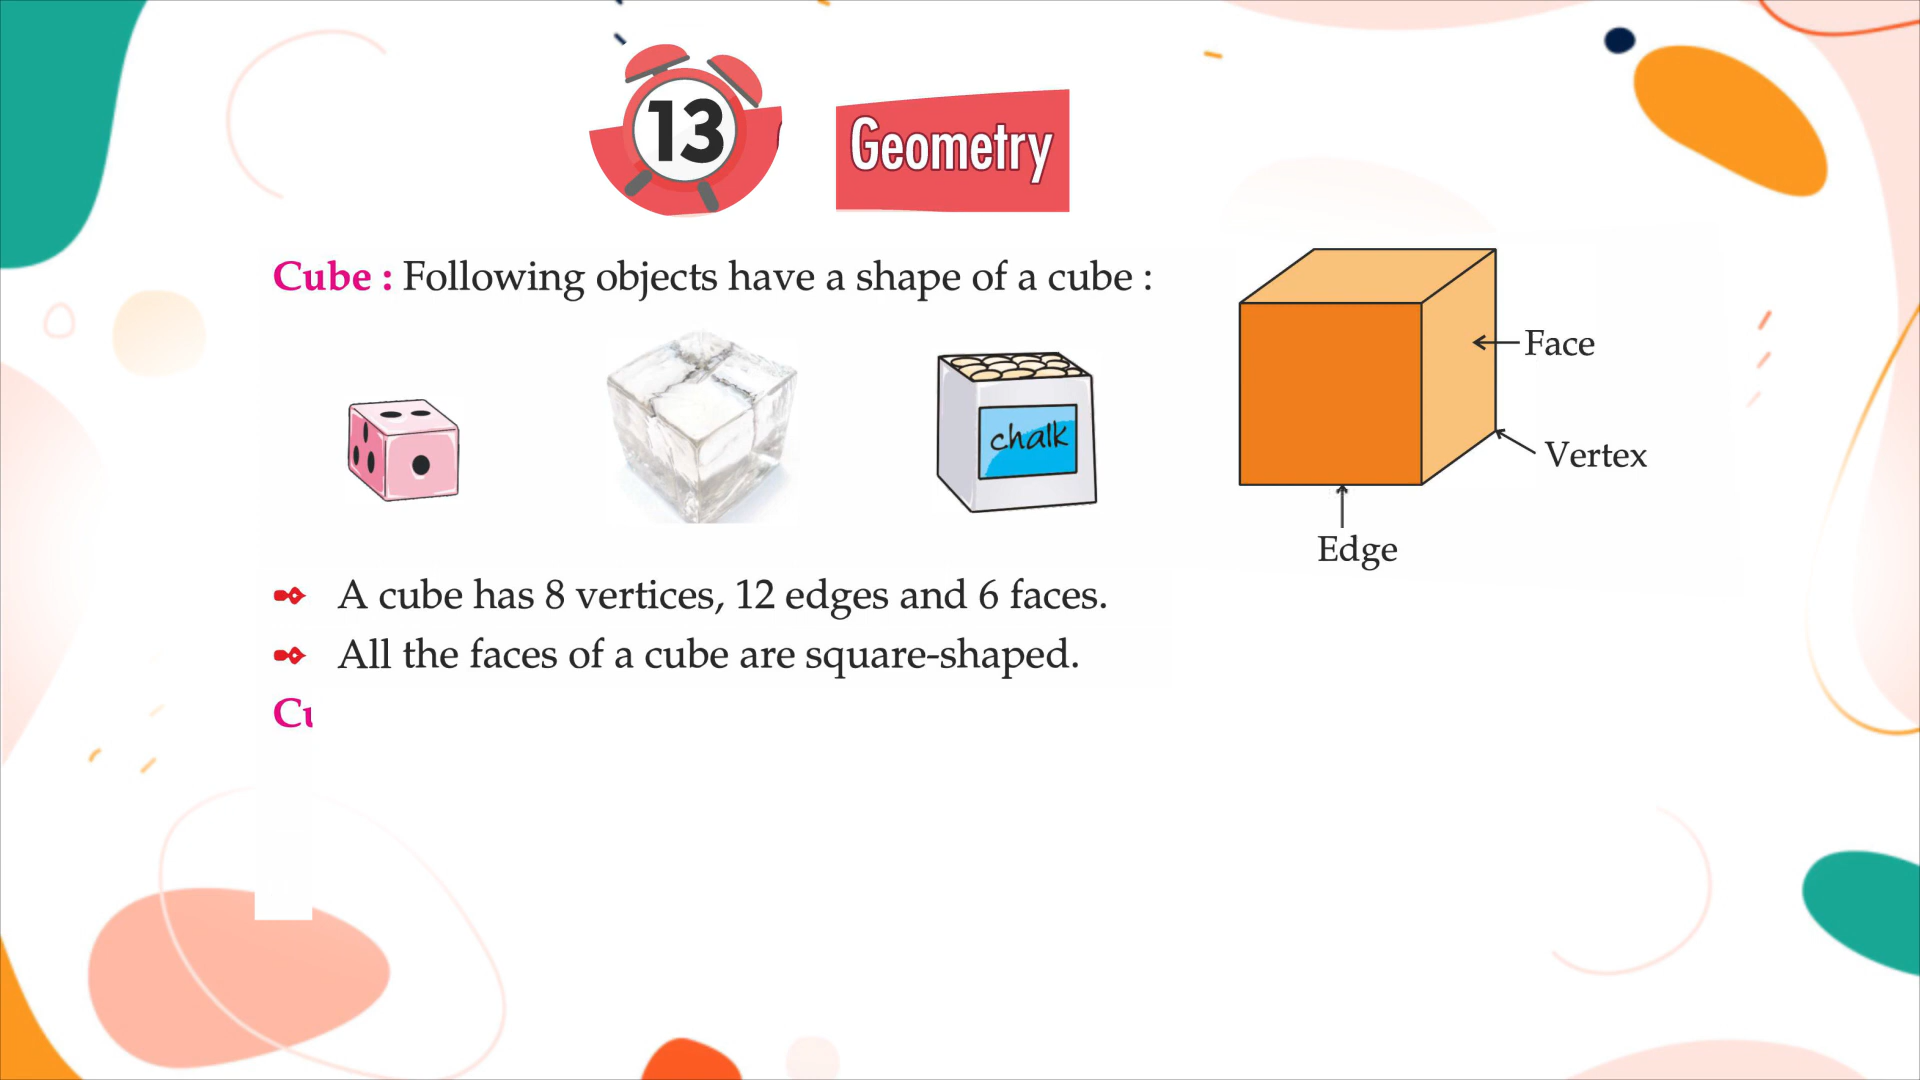 13
Geometry
Cube : Following objects have a shape of a cube :
chalk
Face
Vertex
Edge
A cube has 8 vertices, 12 edges and 6 faces.
All the faces of a cube are square-shaped.